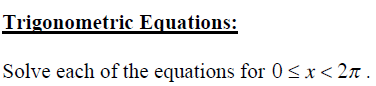 Trigonometric Equations:
Solve each of the equations for 0 ≤ x < 2π .